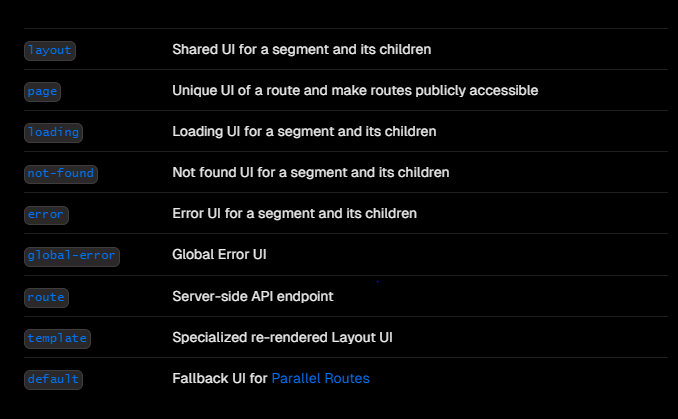 layout Shared UI for a segment and its children
page Unique UI of a route and make routes publicly accessible
loading Loading UI for a segment and its children
not-found Not found UI for a segment and its children
error Error UI for a segment and its children
global-error Global Error UI
route Server-side API endpoint
template Specialized re-rendered Layout UI
default Fallback UI for Parallel Routes